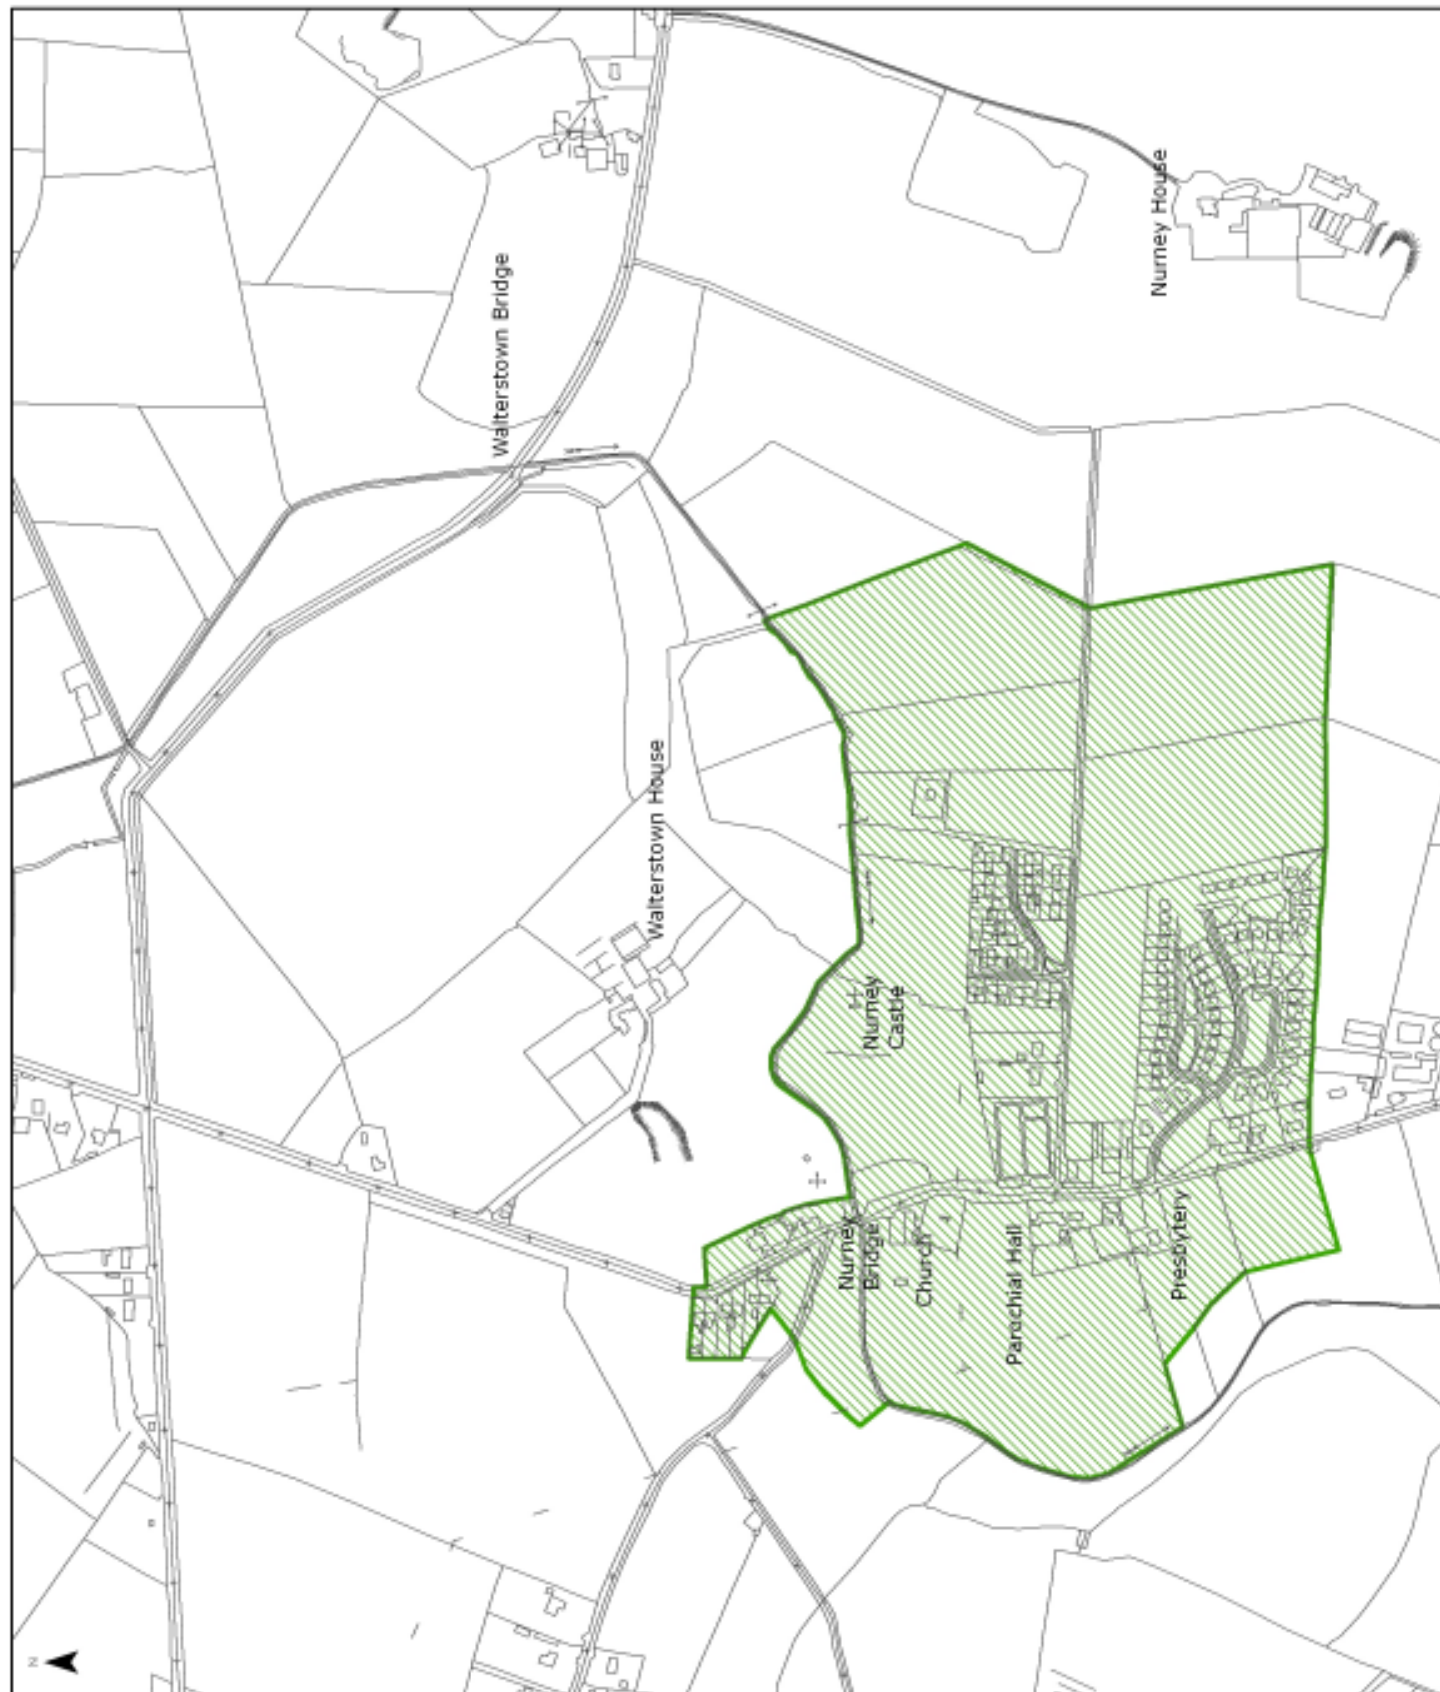 N
Walterstown Bridge
Nurney House
Walterstown House
Nurney
Castle
Nurney
Bridge
Church
Parochial Hall
Presbytery